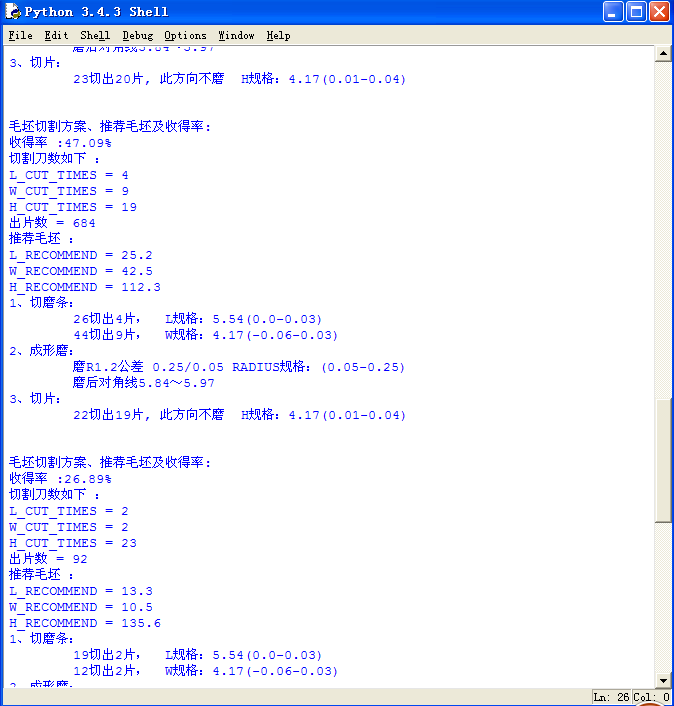 Python 3.4.3 Shell
File Edit Shell Debug Options Window Help
磨后对角线5.84～5.97
3、切片：
23切出20片, 此方向不磨 H规格：4.17(0.01-0.04)
毛坯切割方案、推荐毛坯及收得率：
收得率 :47.09%
切割刀数如下 ：
L_CUT_TIMES = 4
W_CUT_TIMES = 9
H_CUT_TIMES = 19
出片数 = 684
推荐毛坯 ：
L_RECOMMEND = 25.2
W_RECOMMEND = 42.5
H_RECOMMEND = 112.3
1、切磨条：
26切出4片， L规格：5.54(0.0-0.03)
44切出9片， W规格：4.17(-0.06-0.03)
2、成形磨：
磨R1.2公差 0.25/0.05 RADIUS规格：(0.05-0.25)
磨后对角线5.84～5.97
3、切片：
22切出19片, 此方向不磨 H规格：4.17(0.01-0.04)
毛坯切割方案、推荐毛坯及收得率：
收得率 :26.89%
切割刀数如下 ：
L_CUT_TIMES = 2
W_CUT_TIMES = 2
H_CUT_TIMES = 23
出片数 = 92
推荐毛坯 ：
L_RECOMMEND = 13.3
W_RECOMMEND = 10.5
H_RECOMMEND = 135.6
1、切磨条：
19切出2片， L规格：5.54(0.0-0.03)
12切出2片， W规格：4.17(-0.06-0.03)
2、成形磨：
Ln: 26 Col: 0